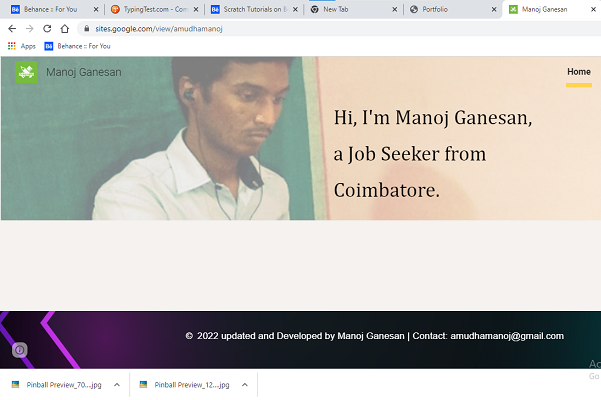 Behance :: For You
TypingTest.com - Com
Scratch Tutorials on B
New Tab
Portfolio
Manoj Ganesan
sites.google.com/view/amudhamanoj
Apps
Behance :: For You
Manoj Ganesan
Home
Hi, I'm Manoj Ganesan,
a Job Seeker from
Coimbatore.
© 2022 updated and Developed by Manoj Ganesan | Contact: amudhamanoj@gmail.com
Ac
Go
Pinball Preview_70....jpg
Pinball Preview_12....jpg